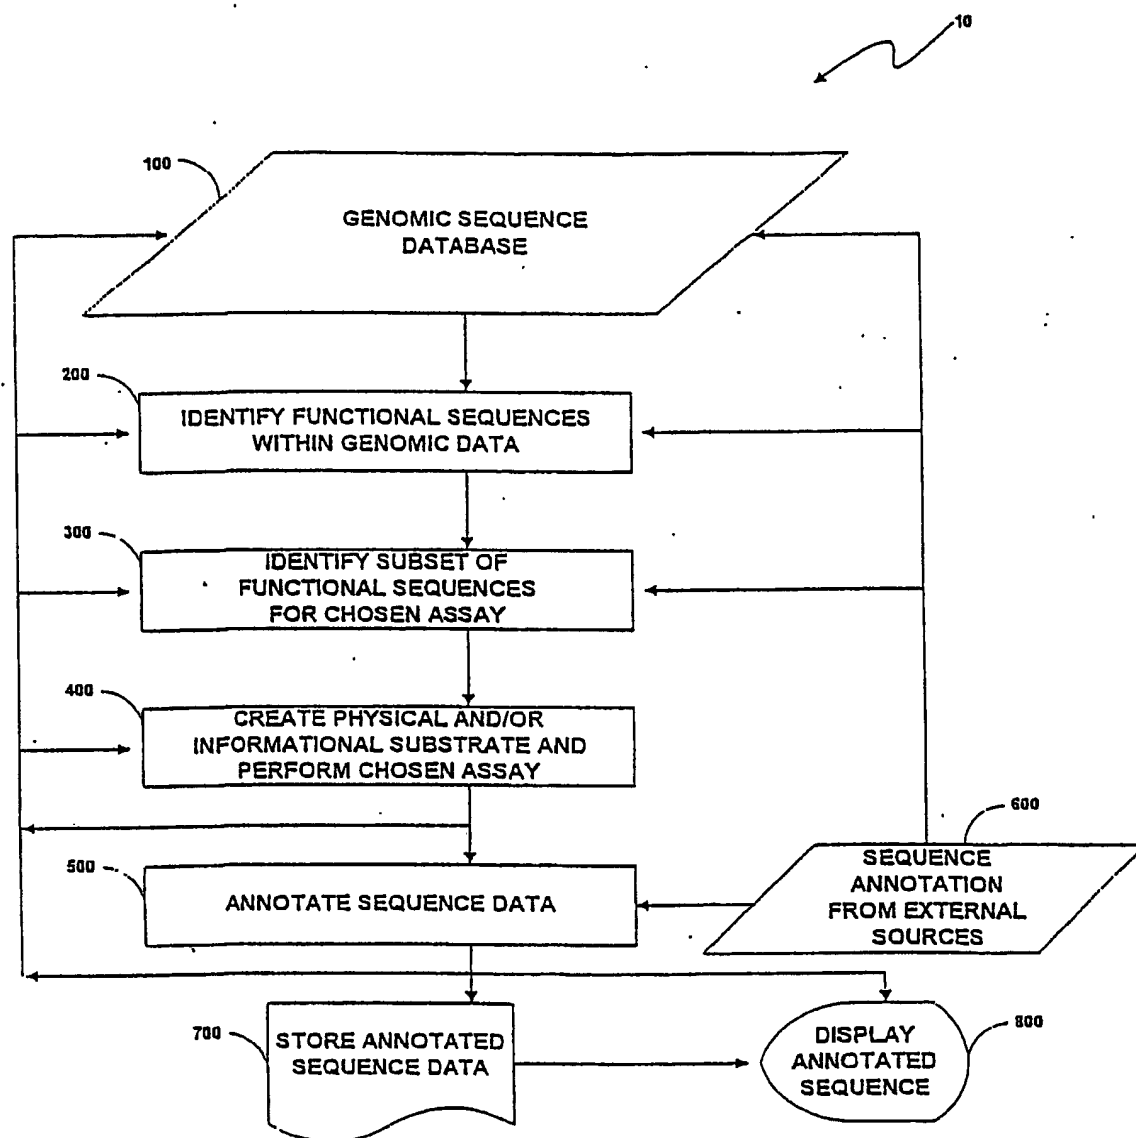 10
100
GENOMIC SEQUENCE
DATABASE
200
IDENTIFY FUNCTIONAL SEQUENCES
WITHIN GENOMIC DATA
300
IDENTIFY SUBSET OF
FUNCTIONAL SEQUENCES
FOR CHOSEN ASSAY
400
CREATE PHYSICAL AND/OR
INFORMATIONAL SUBSTRATE AND
PERFORM CHOSEN ASSAY
500
ANNOTATE SEQUENCE DATA
600
SEQUENCE
ANNOTATION
FROM EXTERNAL
SOURCES
700
STORE ANNOTATED
SEQUENCE DATA
800
DISPLAY
ANNOTATED
SEQUENCE